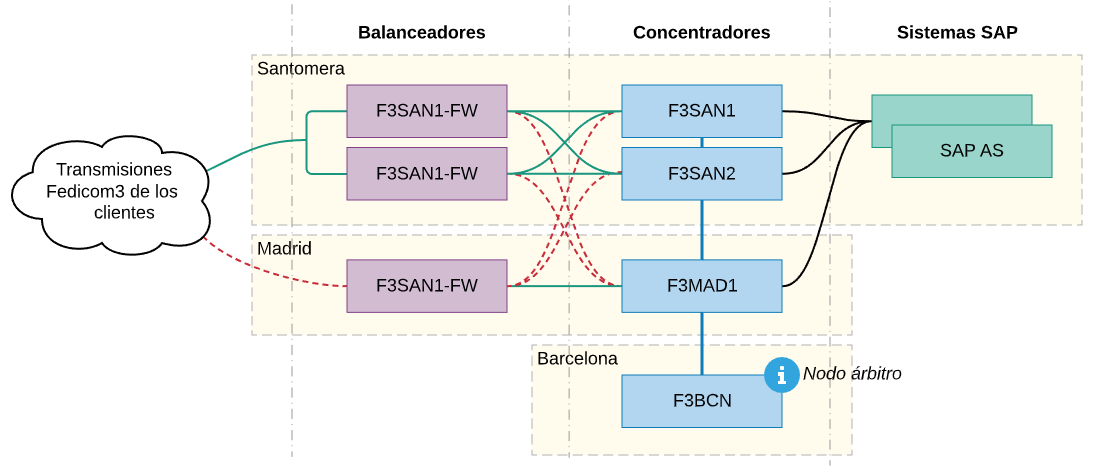 Balanceadores
Concentradores
Sistemas SAP
Santomera
F3SAN1-FW
F3SAN1
F3SAN1-FW
F3SAN2
SAP AS
Transmisiones
Fedicom3 de los
clientes
Madrid
F3SAN1-FW
F3MAD1
Barcelona
Nodo árbitro
F3BCN